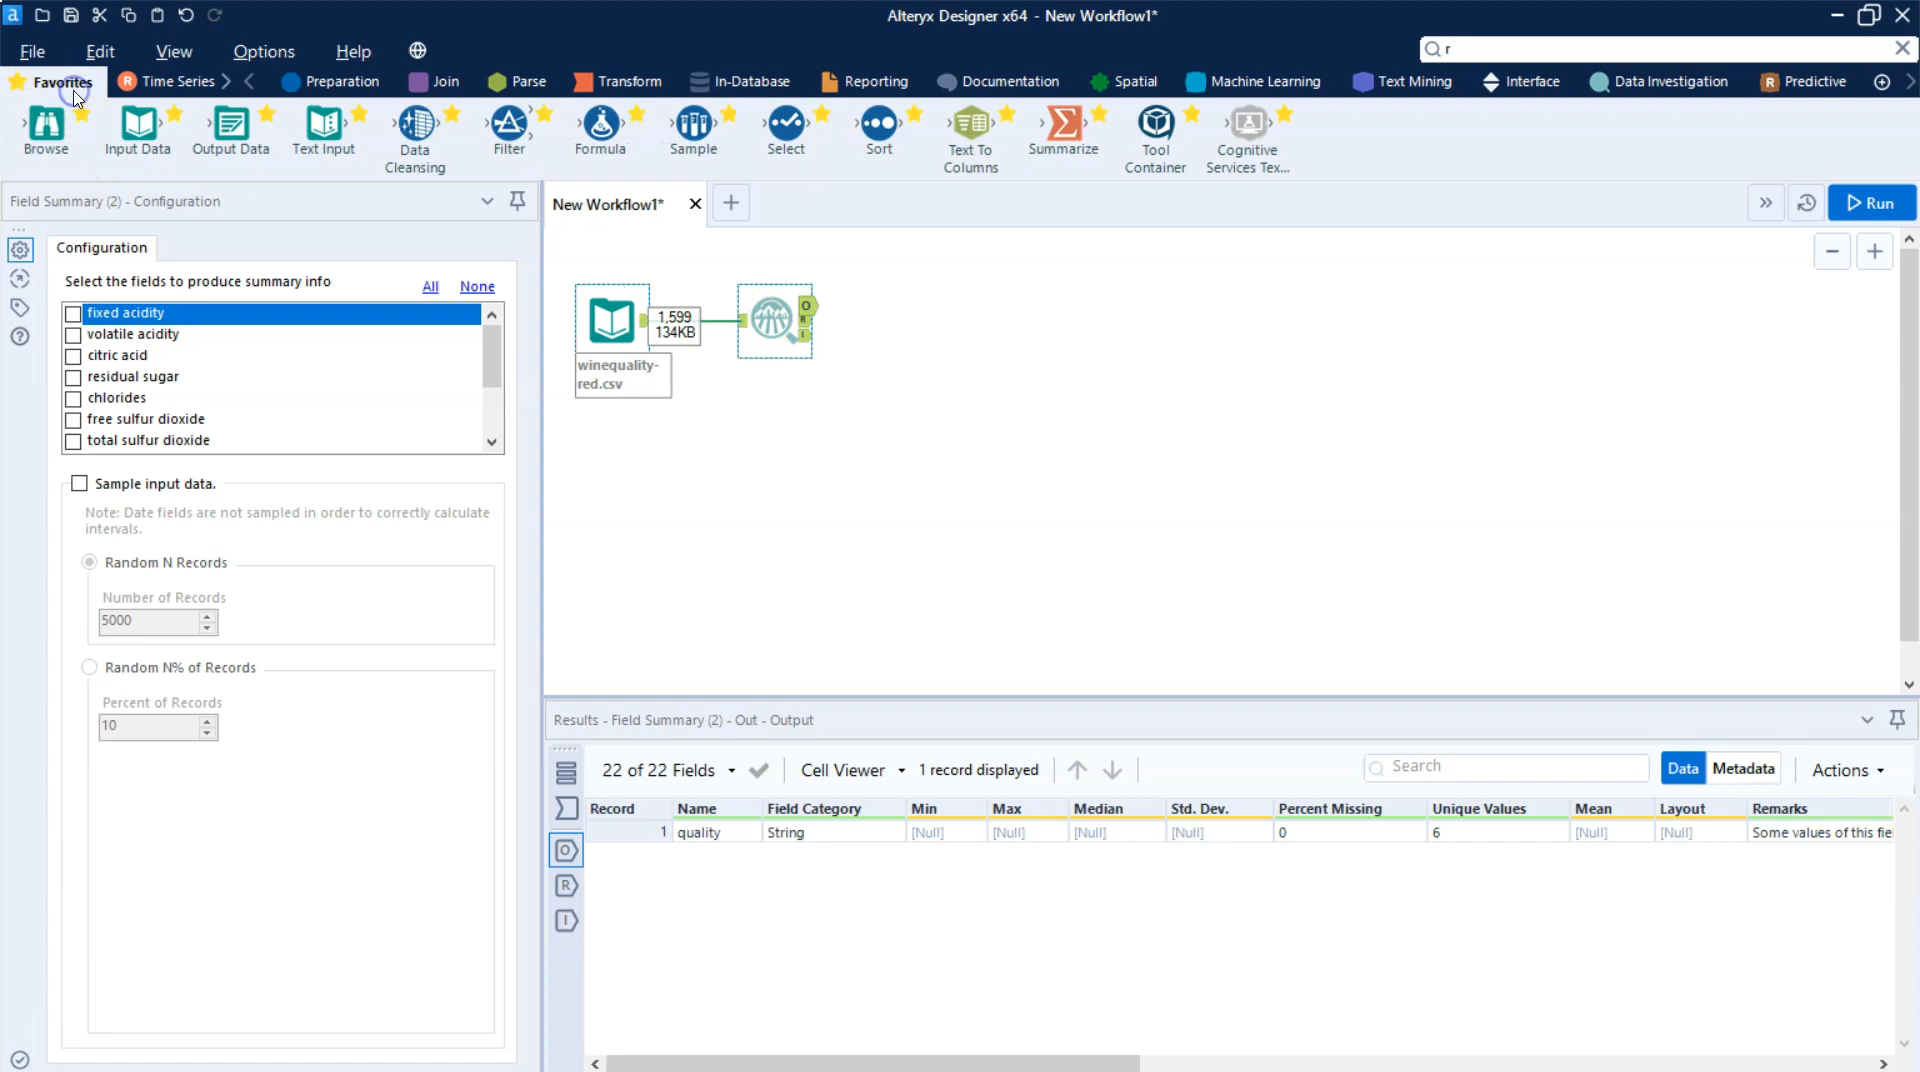 a
Alteryx Designer x64 - New Workflow1*
File Edit View Options Help
r
Favorites
R Time Series
Preparation
Join
Parse
Transform
In-Database
Reporting
Documentation
Spatial
Machine Learning
Text Mining
Interface
Data Investigation
R Predictive
Browse
Input Data
Output Data
Text Input
Data
Cleansing
Filter
Formula
Sample
Select
Sort
Text To
Columns
Summarize
Tool
Container
Cognitive
Services Tex...
Field Summary (2) - Configuration
New Workflow1*
Run
Configuration
Select the fields to produce summary info
All None
fixed acidity
volatile acidity
citric acid
residual sugar
chlorides
free sulfur dioxide
total sulfur dioxide
Sample input data.
Note: Date fields are not sampled in order to correctly calculate
intervals.
Random N Records
Number of Records
5000
Random N% of Records
Percent of Records
10
1,599
134KB
O
R
I
winequality-
red.csv
Results - Field Summary (2) - Out - Output
22 of 22 Fields
Cell Viewer
1 record displayed
Search
Data Metadata
Actions
Record Name Field Category Min Max Median Std. Dev. Percent Missing Unique Values Mean Layout Remarks
1 quality String [Null] [Null] [Null] [Null] 0 6 [Null] [Null] Some values of this fie
O
R
I